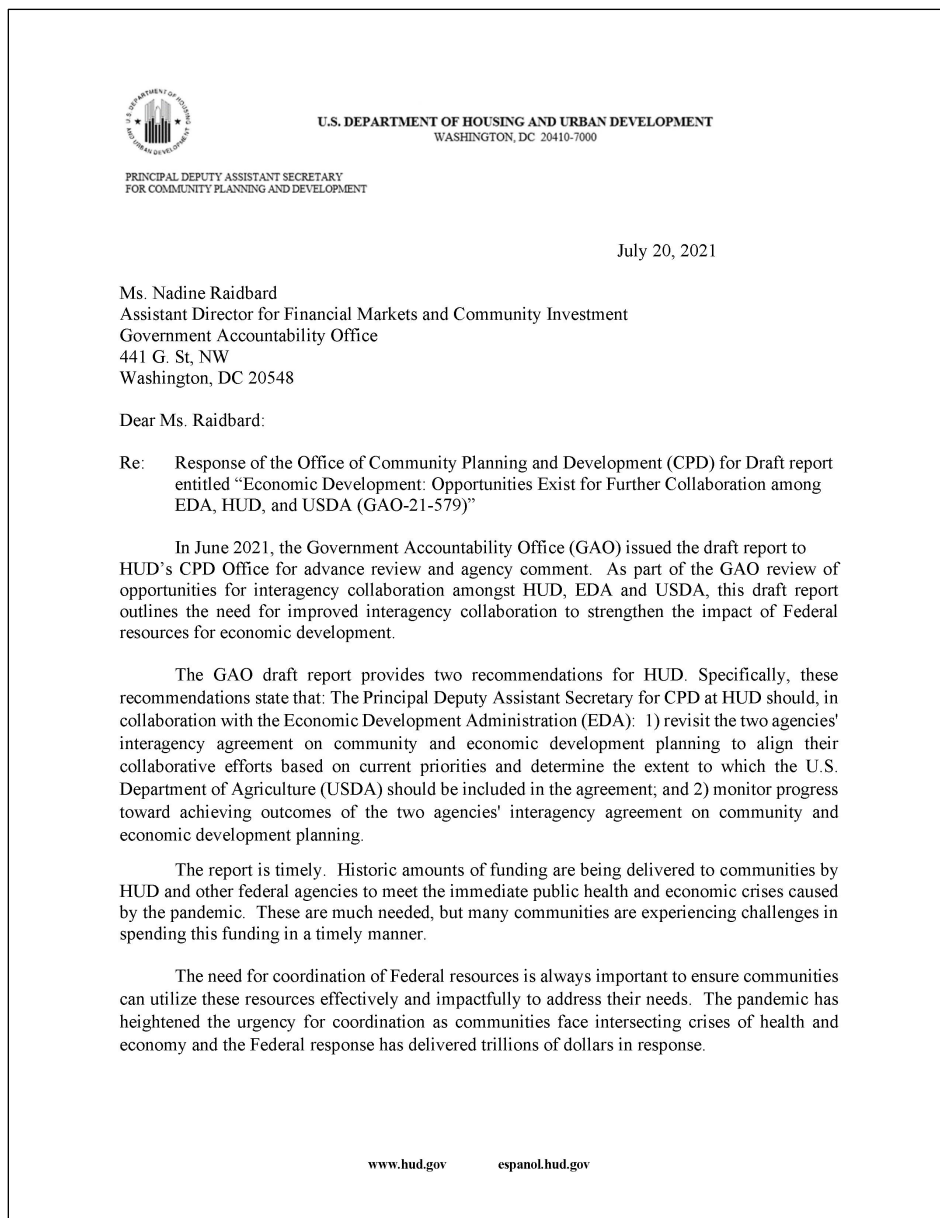 U.S. DEPARTMENT OF HOUSING
AND URBAN DEVELOPMENT
U.S. DEPARTMENT OF HOUSING AND URBAN DEVELOPMENT
WASHINGTON, DC 20410-7000
PRINCIPAL DEPUTY ASSISTANT SECRETARY
FOR COMMUNITY PLANNING AND DEVELOPMENT
July 20, 2021
Ms. Nadine Raidbard
Assistant Director for Financial Markets and Community Investment
Government Accountability Office
441 G. St, NW
Washington, DC 20548
Dear Ms. Raidbard:
Re: Response of the Office of Community Planning and Development (CPD) for Draft report
entitled “Economic Development: Opportunities Exist for Further Collaboration among
EDA, HUD, and USDA (GAO-21-579)”
In June 2021, the Government Accountability Office (GAO) issued the draft report to
HUD’s CPD Office for advance review and agency comment. As part of the GAO review of
opportunities for interagency collaboration amongst HUD, EDA and USDA, this draft report
outlines the need for improved interagency collaboration to strengthen the impact of Federal
resources for economic development.
The GAO draft report provides two recommendations for HUD. Specifically, these
recommendations state that: The Principal Deputy Assistant Secretary for CPD at HUD should, in
collaboration with the Economic Development Administration (EDA): 1) revisit the two agencies'
interagency agreement on community and economic development planning to align their
collaborative efforts based on current priorities and determine the extent to which the U.S.
Department of Agriculture (USDA) should be included in the agreement; and 2) monitor progress
toward achieving outcomes of the two agencies' interagency agreement on community and
economic development planning.
The report is timely. Historic amounts of funding are being delivered to communities by
HUD and other federal agencies to meet the immediate public health and economic crises caused
by the pandemic. These are much needed, but many communities are experiencing challenges in
spending this funding in a timely manner.
The need for coordination of Federal resources is always important to ensure communities
can utilize these resources effectively and impactfully to address their needs. The pandemic has
heightened the urgency for coordination as communities face intersecting crises of health and
economy and the Federal response has delivered trillions of dollars in response.
www.hud.gov espanol.hud.gov